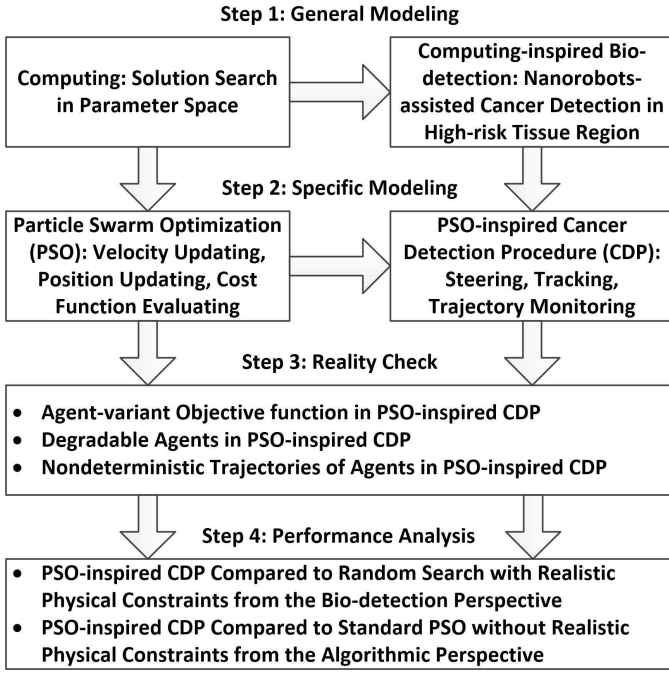 Step 1: General Modeling
Computing: Solution Search
in Parameter Space
Computing-inspired Bio-
detection: Nanorobots-
assisted Cancer Detection in
High-risk Tissue Region
Step 2: Specific Modeling
Particle Swarm Optimization
(PSO): Velocity Updating,
Position Updating, Cost
Function Evaluating
PSO-inspired Cancer
Detection Procedure (CDP):
Steering, Tracking,
Trajectory Monitoring
Step 3: Reality Check
• Agent-variant Objective function in PSO-inspired CDP
• Degradable Agents in PSO-inspired CDP
• Nondeterministic Trajectories of Agents in PSO-inspired CDP
Step 4: Performance Analysis
• PSO-inspired CDP Compared to Random Search with Realistic
Physical Constraints from the Bio-detection Perspective
• PSO-inspired CDP Compared to Standard PSO without Realistic
Physical Constraints from the Algorithmic Perspective